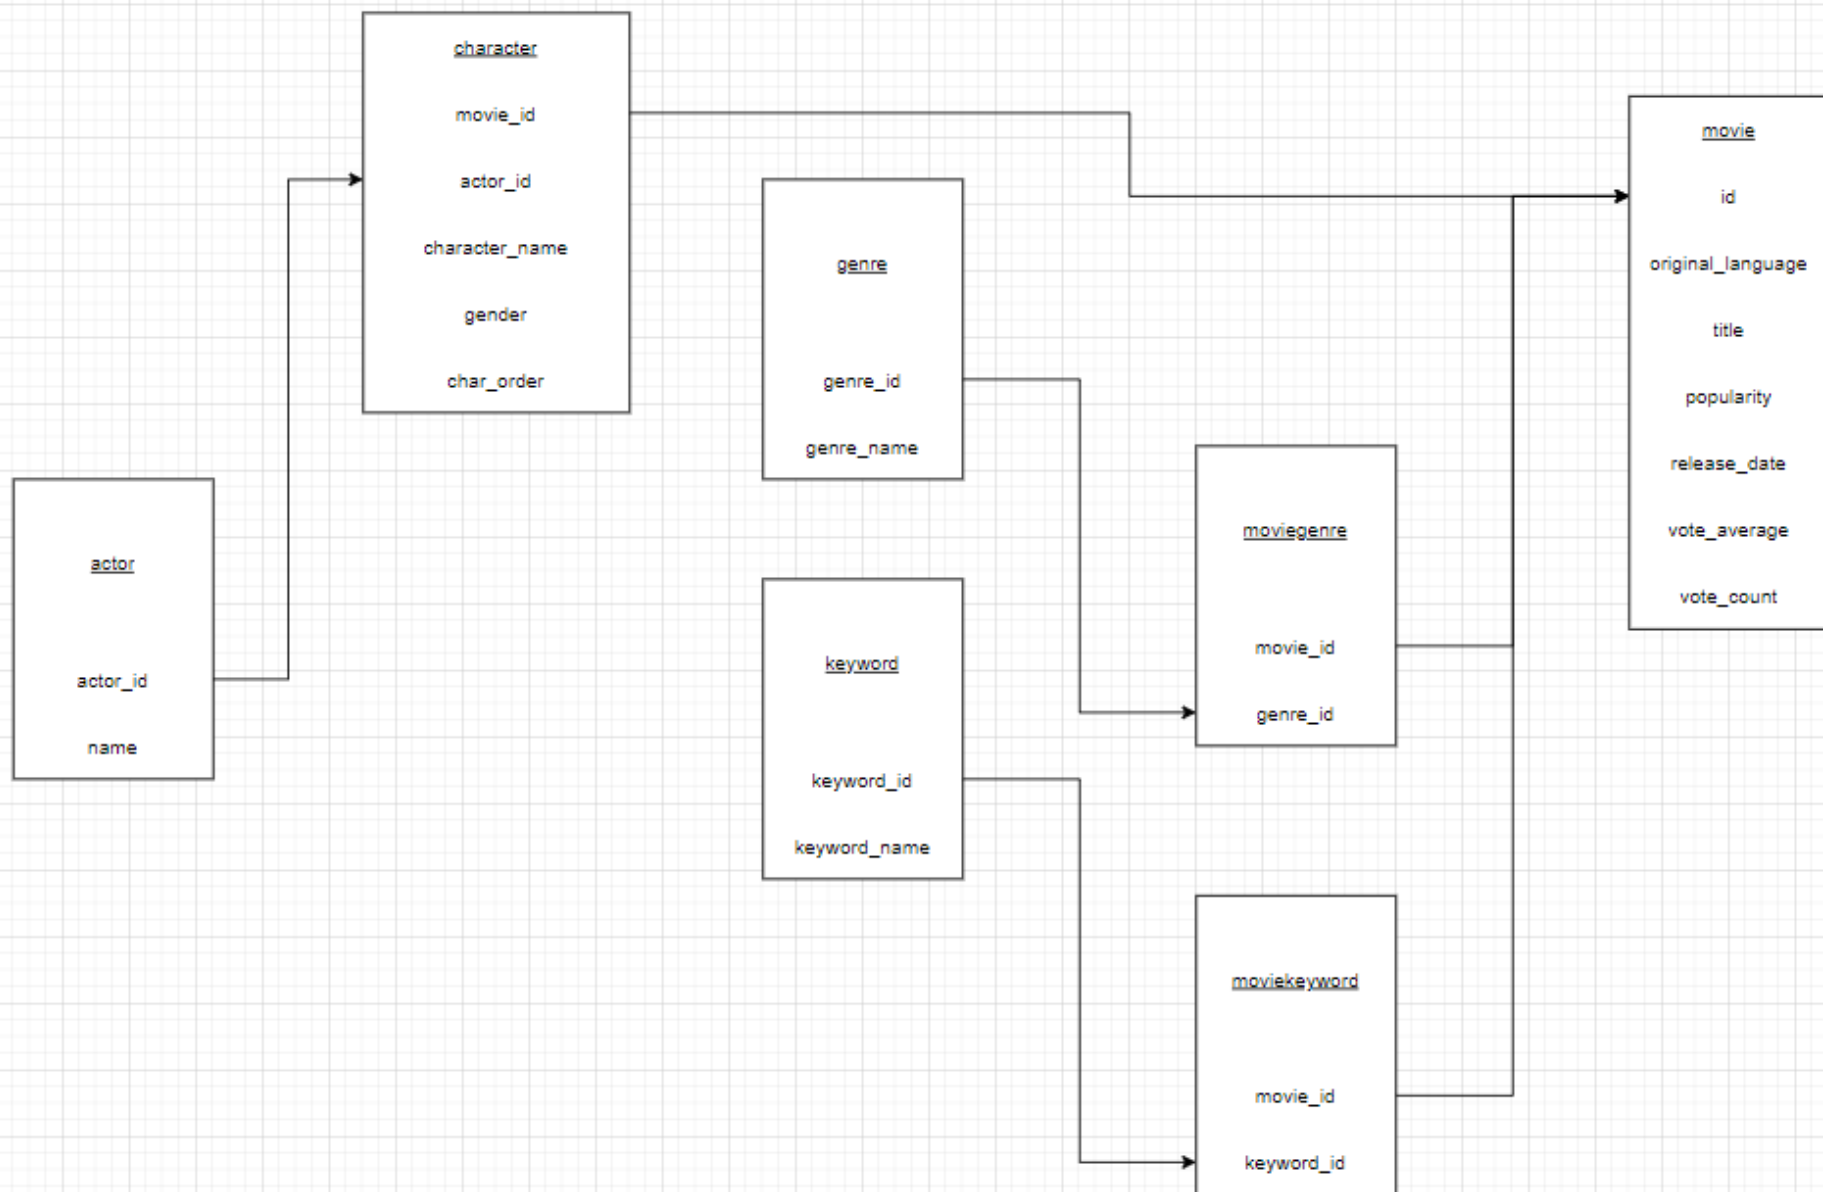 character
movie_id
actor_id
character_name
gender
char_order
actor
actor_id
name
genre
genre_id
genre_name
keyword
keyword_id
keyword_name
moviegenre
movie_id
genre_id
moviekeyword
movie_id
keyword_id
movie
id
original_language
title
popularity
release_date
vote_average
vote_count